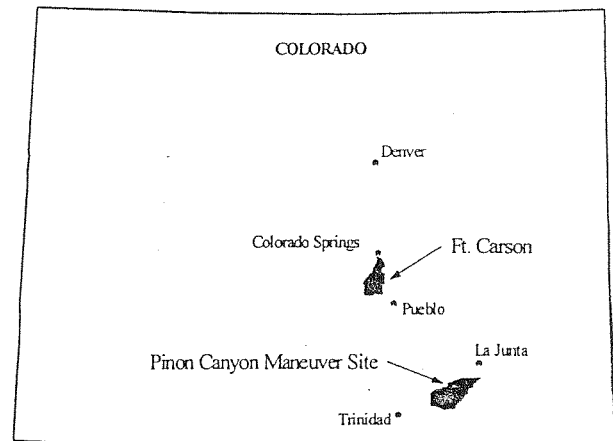 COLORADO
Denver
Colorado Springs
Ft. Carson
Pueblo
La Junta
Pinon Canyon Maneuver Site
Trinidad